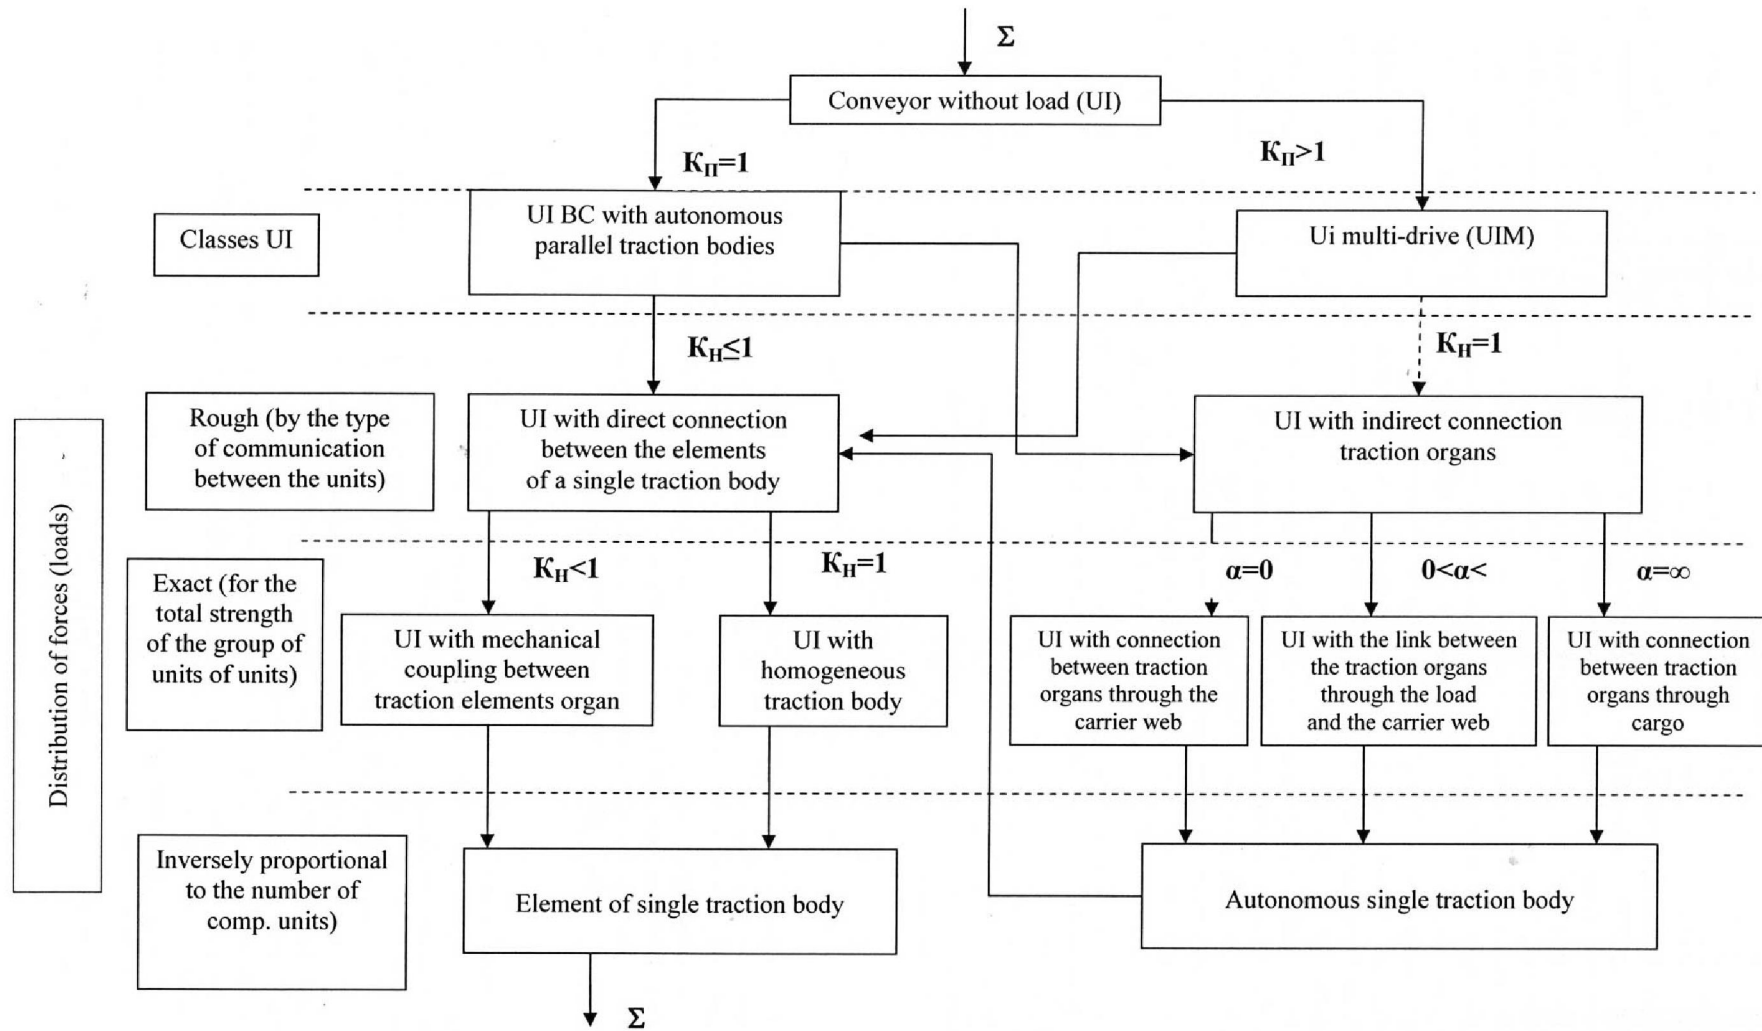 Σ
Conveyor without load (UI)
К_П=1
К_П>1
Classes UI
UI BC with autonomous
parallel traction bodies
Ui multi-drive (UIM)
К_Н≤1
К_Н=1
Distribution of forces (loads)
Rough (by the type
of communication
between the units)
UI with direct connection
between the elements
of a single traction body
UI with indirect connection
traction organs
К_Н<1
К_Н=1
α=0
0<α<
α=∞
Exact (for the
total strength
of the group of
units of units)
UI with mechanical
coupling between
traction elements organ
UI with
homogeneous
traction body
UI with connection
between traction
organs through the
carrier web
UI with the link between
the traction organs
through the load
and the carrier web
UI with connection
between traction
organs through
cargo
Inversely proportional
to the number of
comp. units)
Element of single traction body
Autonomous single traction body
Σ